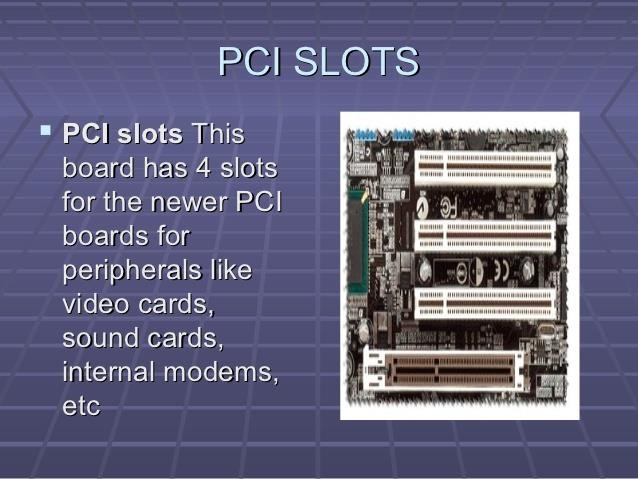 PCI SLOTS
PCI slots This
board has 4 slots
for the newer PCI
boards for
peripherals like
video cards,
sound cards,
internal modems,
etc